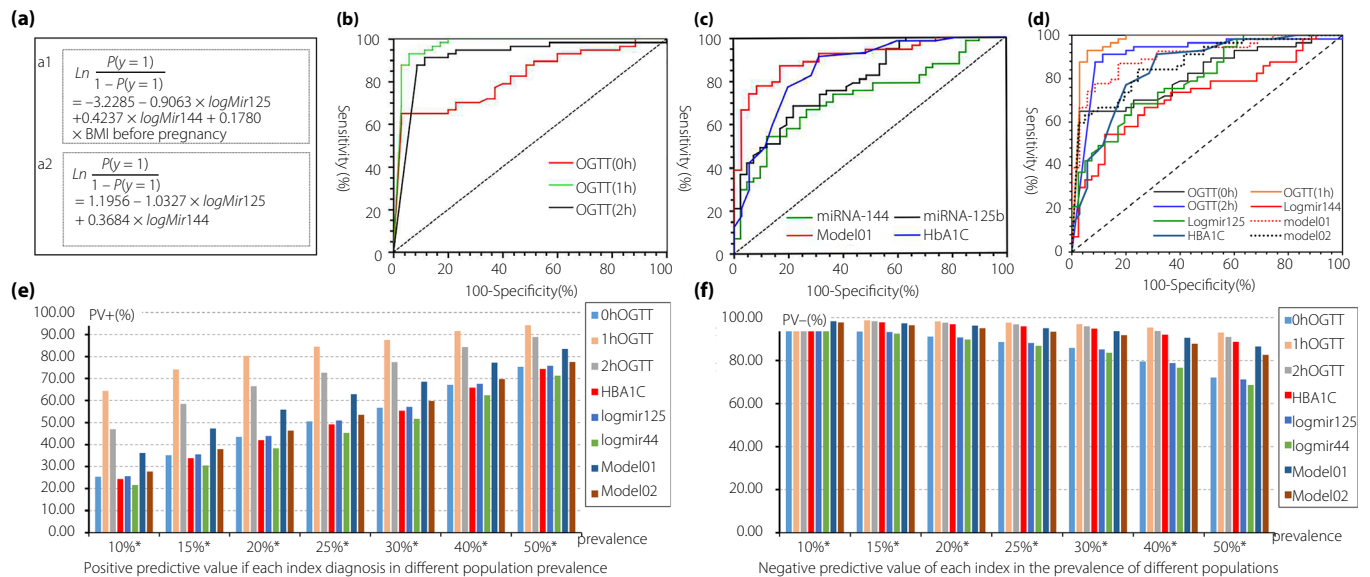 (a)
a1
Ln P(y = 1)
1 − P(y = 1)
= −3.2285 − 0.9063 × logMir125
+0.4237 × logMir144 + 0.1780
× BMI before pregnancy
a2
Ln P(y = 1)
1 − P(y = 1)
= 1.1956 − 1.0327 × logMir125
+ 0.3684 × logMir144
(b)
Sensitivity (%)
100
80
60
40
20
0
OGTT(0h)
OGTT(1h)
OGTT(2h)
0 20 40 60 80 100
100-Specificity(%)
(c)
Sensitivity (%)
100
80
60
40
20
0
miRNA-144 miRNA-125b
Model01 HbA1C
0 20 40 60 80 100
100-Specificity(%)
(d)
Sensitivity (%)
100
80
60
40
20
0
OGTT(0h) OGTT(1h)
OGTT(2h) Logmir144
Logmir125 model01
HBA1C model02
0 20 40 60 80 100
100-Specificity(%)
(e)
PV+(%)
100.00
90.00
80.00
70.00
60.00
50.00
40.00
30.00
20.00
10.00
0.00
10%* 15%* 20%* 25%* 30%* 40%* 50%*
prevalence
0hOGTT
1hOGTT
2hOGTT
HBA1C
logmir125
logmir44
Model01
Model02
Positive predictive value if each index diagnosis in different population prevalence
(f)
PV−(%)
100.00
80.00
60.00
40.00
20.00
0.00
10%* 15%* 20%* 25%* 30%* 40%* 50%*
prevalence
0hOGTT
1hOGTT
2hOGTT
HBA1C
logmir125
logmir44
Model01
Model02
Negative predictive value of each index in the prevalence of different populations